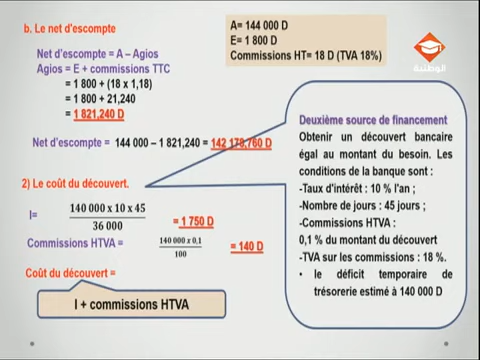 b. Le net d'escompte
A= 144 000 D
E= 1 800 D
Commissions HT= 18 D (TVA 18%)
الوطنية
Net d'escompte = A – Agios
Agios = E + commissions TTC
= 1 800 + (18 x 1,18)
= 1 800 + 21,240
= 1 821,240 D
Net d'escompte = 144 000 – 1 821,240 = 142 178,760 D
2) Le coût du découvert.
I= 140 000 x 10 x 45 / 36 000 = 1 750 D
Commissions HTVA = 140 000 x 0,1 / 100 = 140 D
Coût du découvert =
I + commissions HTVA
Deuxième source de financement
Obtenir un découvert bancaire
égal au montant du besoin. Les
conditions de la banque sont :
-Taux d'intérêt : 10 % l'an ;
-Nombre de jours : 45 jours ;
-Commissions HTVA :
0,1 % du montant du découvert
-TVA sur les commissions : 18 %.
• le déficit temporaire de
trésorerie estimé à 140 000 D